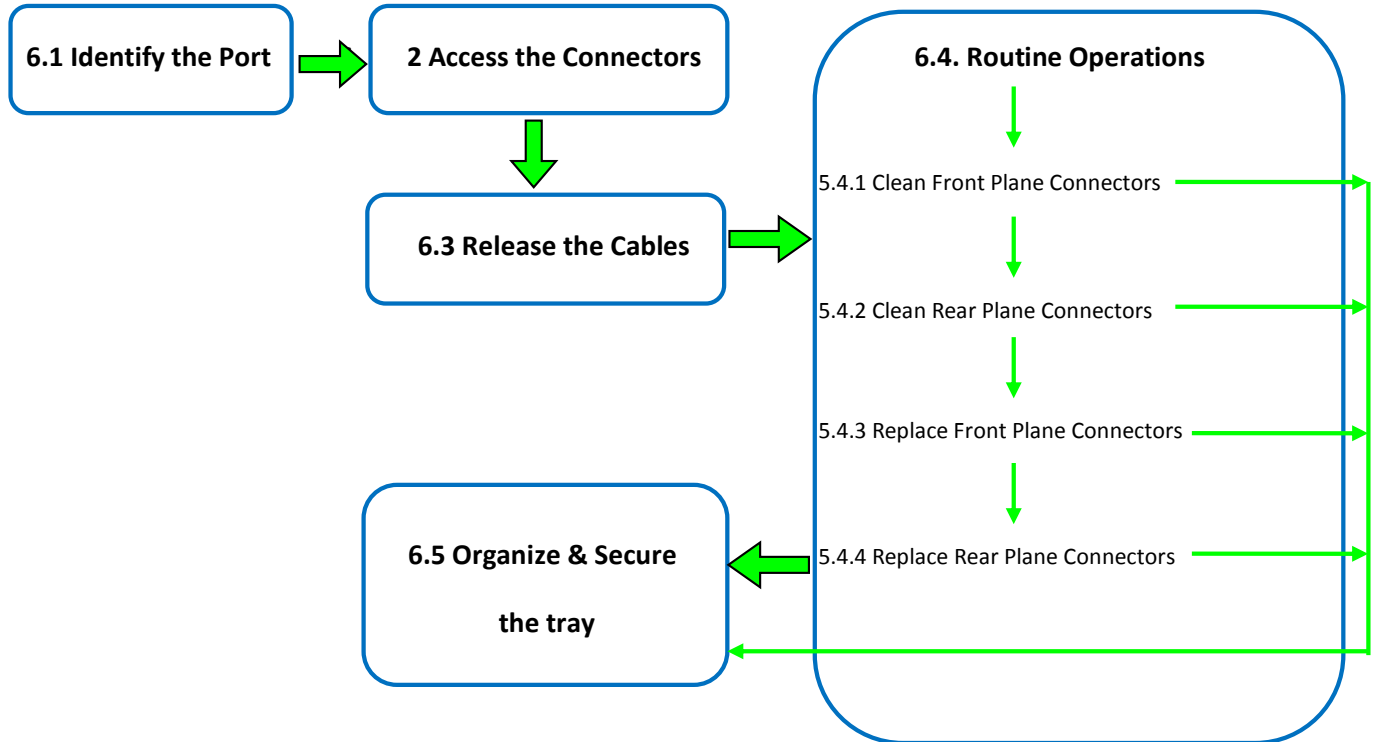 6.1 Identify the Port
2 Access the Connectors
6.3 Release the Cables
6.4. Routine Operations
5.4.1 Clean Front Plane Connectors
5.4.2 Clean Rear Plane Connectors
5.4.3 Replace Front Plane Connectors
5.4.4 Replace Rear Plane Connectors
6.5 Organize & Secure
the tray